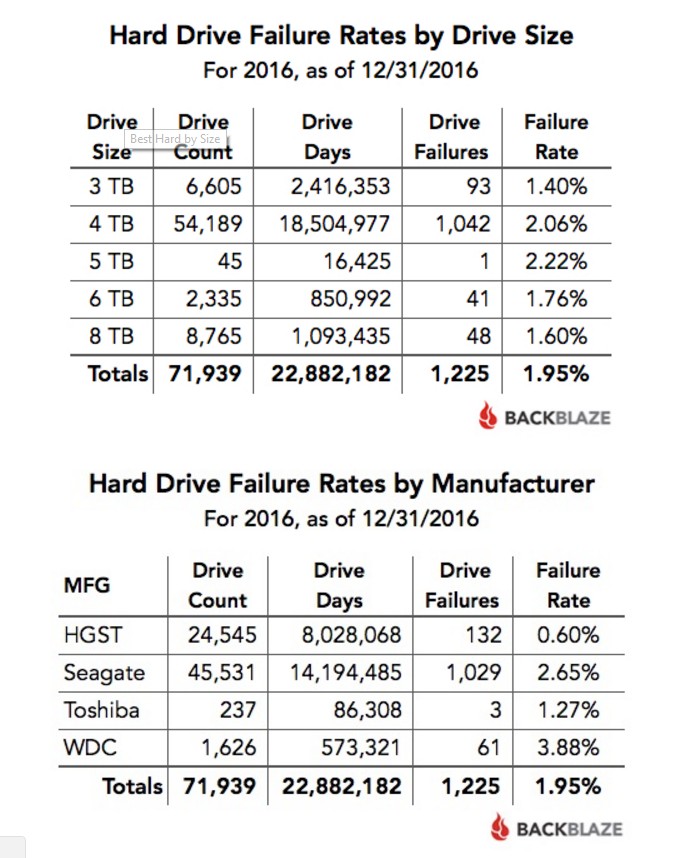 Hard Drive Failure Rates by Drive Size
For 2016, as of 12/31/2016
Drive Size Drive Count Drive Days Drive Failures Failure Rate
Best Hard by Size
3 TB 6,605 2,416,353 93 1.40%
4 TB 54,189 18,504,977 1,042 2.06%
5 TB 45 16,425 1 2.22%
6 TB 2,335 850,992 41 1.76%
8 TB 8,765 1,093,435 48 1.60%
Totals 71,939 22,882,182 1,225 1.95%
BACKBLAZE
Hard Drive Failure Rates by Manufacturer
For 2016, as of 12/31/2016
MFG Drive Count Drive Days Drive Failures Failure Rate
HGST 24,545 8,028,068 132 0.60%
Seagate 45,531 14,194,485 1,029 2.65%
Toshiba 237 86,308 3 1.27%
WDC 1,626 573,321 61 3.88%
Totals 71,939 22,882,182 1,225 1.95%
BACKBLAZE